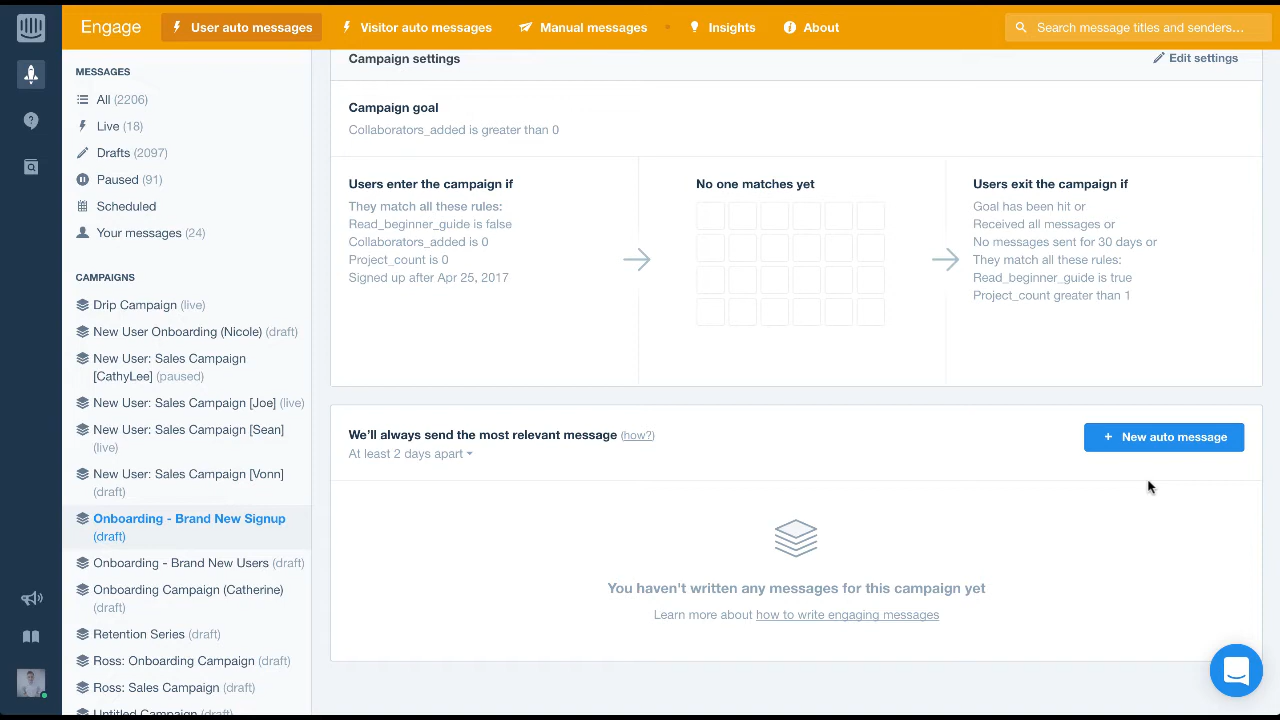 Engage
User auto messages
Visitor auto messages
Manual messages
Insights
About
Search message titles and senders...
MESSAGES
All (2206)
Live (18)
Drafts (2097)
Paused (91)
Scheduled
Your messages (24)
CAMPAIGNS
Drip Campaign (live)
New User Onboarding (Nicole) (draft)
New User: Sales Campaign
[CathyLee] (paused)
New User: Sales Campaign [Joe] (live)
New User: Sales Campaign [Sean]
(live)
New User: Sales Campaign [Vonn]
(draft)
Onboarding - Brand New Signup
(draft)
Onboarding - Brand New Users (draft)
Onboarding Campaign (Catherine)
(draft)
Retention Series (draft)
Ross: Onboarding Campaign (draft)
Ross: Sales Campaign (draft)
Untitled Campaign (draft)
Campaign settings
Edit settings
Campaign goal
Collaborators_added is greater than 0
Users enter the campaign if
They match all these rules:
Read_beginner_guide is false
Collaborators_added is 0
Project_count is 0
Signed up after Apr 25, 2017
No one matches yet
Users exit the campaign if
Goal has been hit or
Received all messages or
No messages sent for 30 days or
They match all these rules:
Read_beginner_guide is true
Project_count greater than 1
We'll always send the most relevant message (how?)
At least 2 days apart
+ New auto message
You haven't written any messages for this campaign yet
Learn more about how to write engaging messages